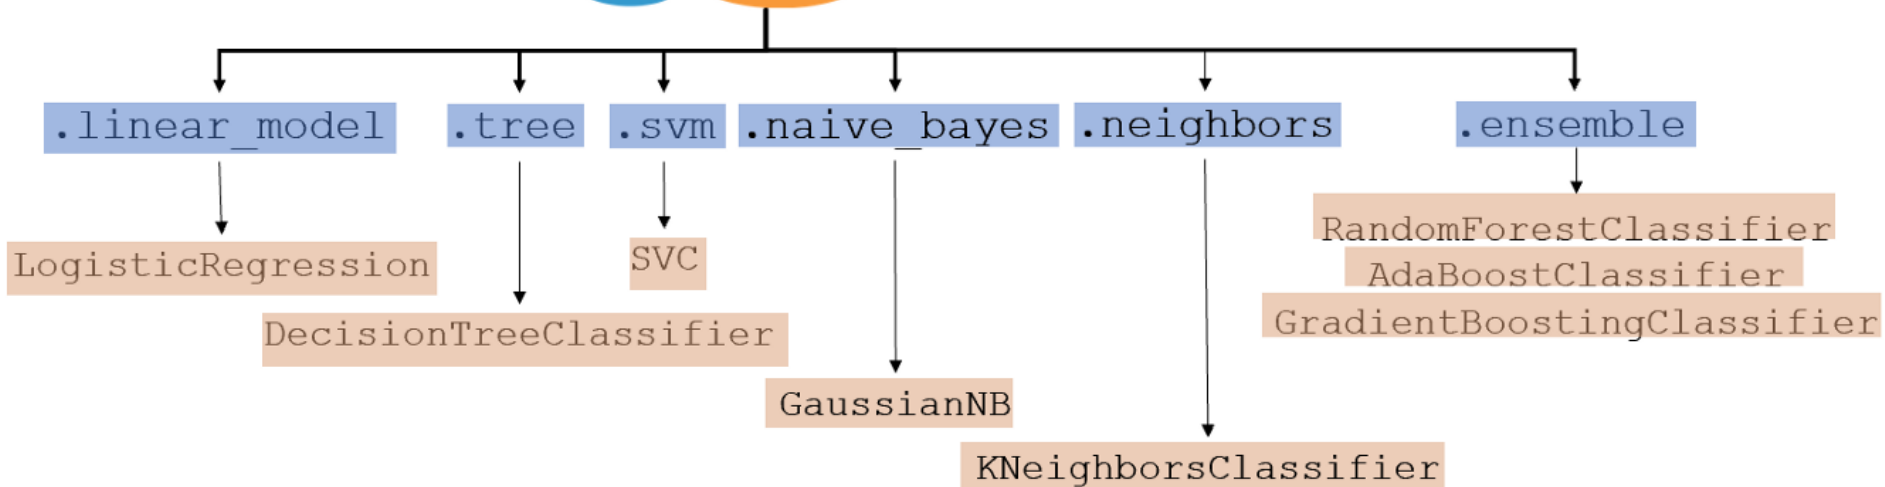 .linear_model .tree .svm .naive_bayes .neighbors .ensemble
LogisticRegression
DecisionTreeClassifier
SVC
GaussianNB
KNeighborsClassifier
RandomForestClassifier
AdaBoostClassifier
GradientBoostingClassifier